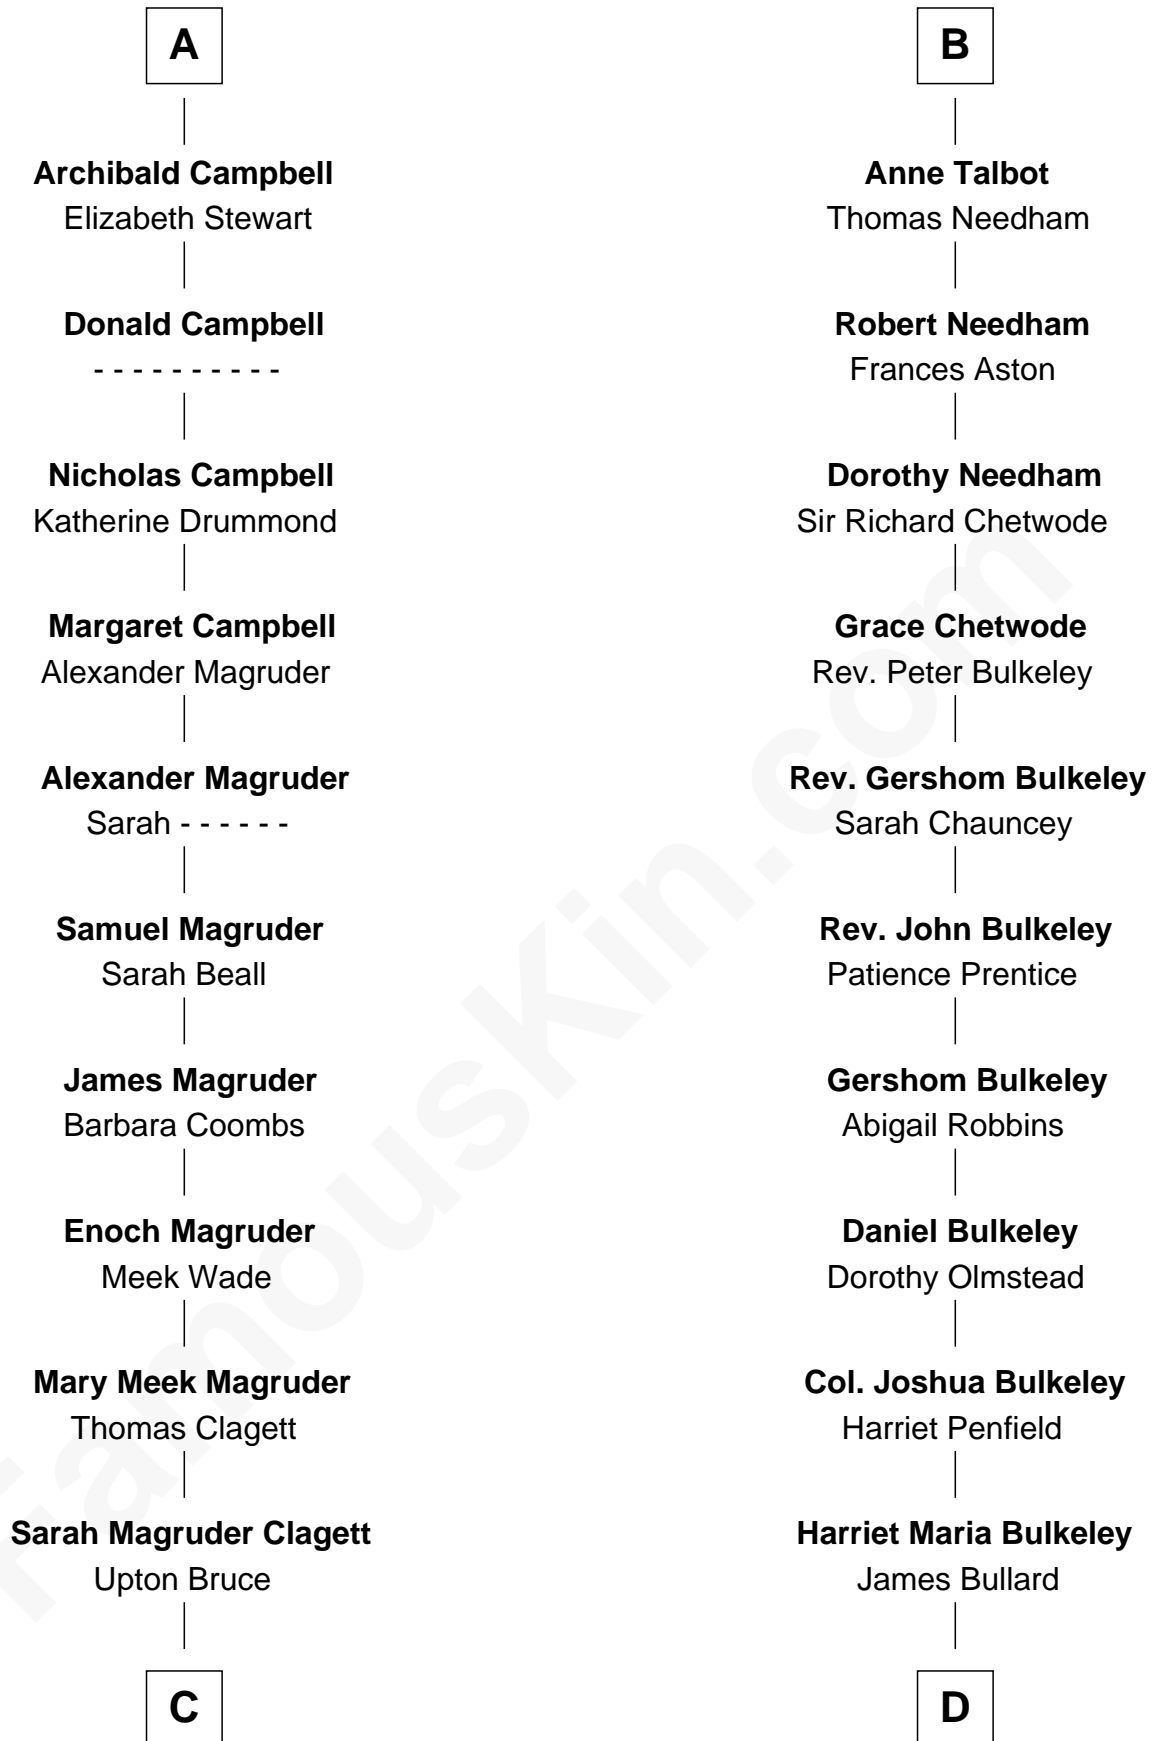 A
Archibald Campbell
Elizabeth Stewart
Donald Campbell
- - - - - - - - - -
Nicholas Campbell
Katherine Drummond
Margaret Campbell
Alexander Magruder
Alexander Magruder
Sarah - - - - - -
Samuel Magruder
Sarah Beall
James Magruder
Barbara Coombs
Enoch Magruder
Meek Wade
Mary Meek Magruder
Thomas Clagett
Sarah Magruder Clagett
Upton Bruce
C
B
Anne Talbot
Thomas Needham
Robert Needham
Frances Aston
Dorothy Needham
Sir Richard Chetwode
Grace Chetwode
Rev. Peter Bulkeley
Rev. Gershom Bulkeley
Sarah Chauncey
Rev. John Bulkeley
Patience Prentice
Gershom Bulkeley
Abigail Robbins
Daniel Bulkeley
Dorothy Olmstead
Col. Joshua Bulkeley
Harriet Penfield
Harriet Maria Bulkeley
James Bullard
D
FamousKin.com